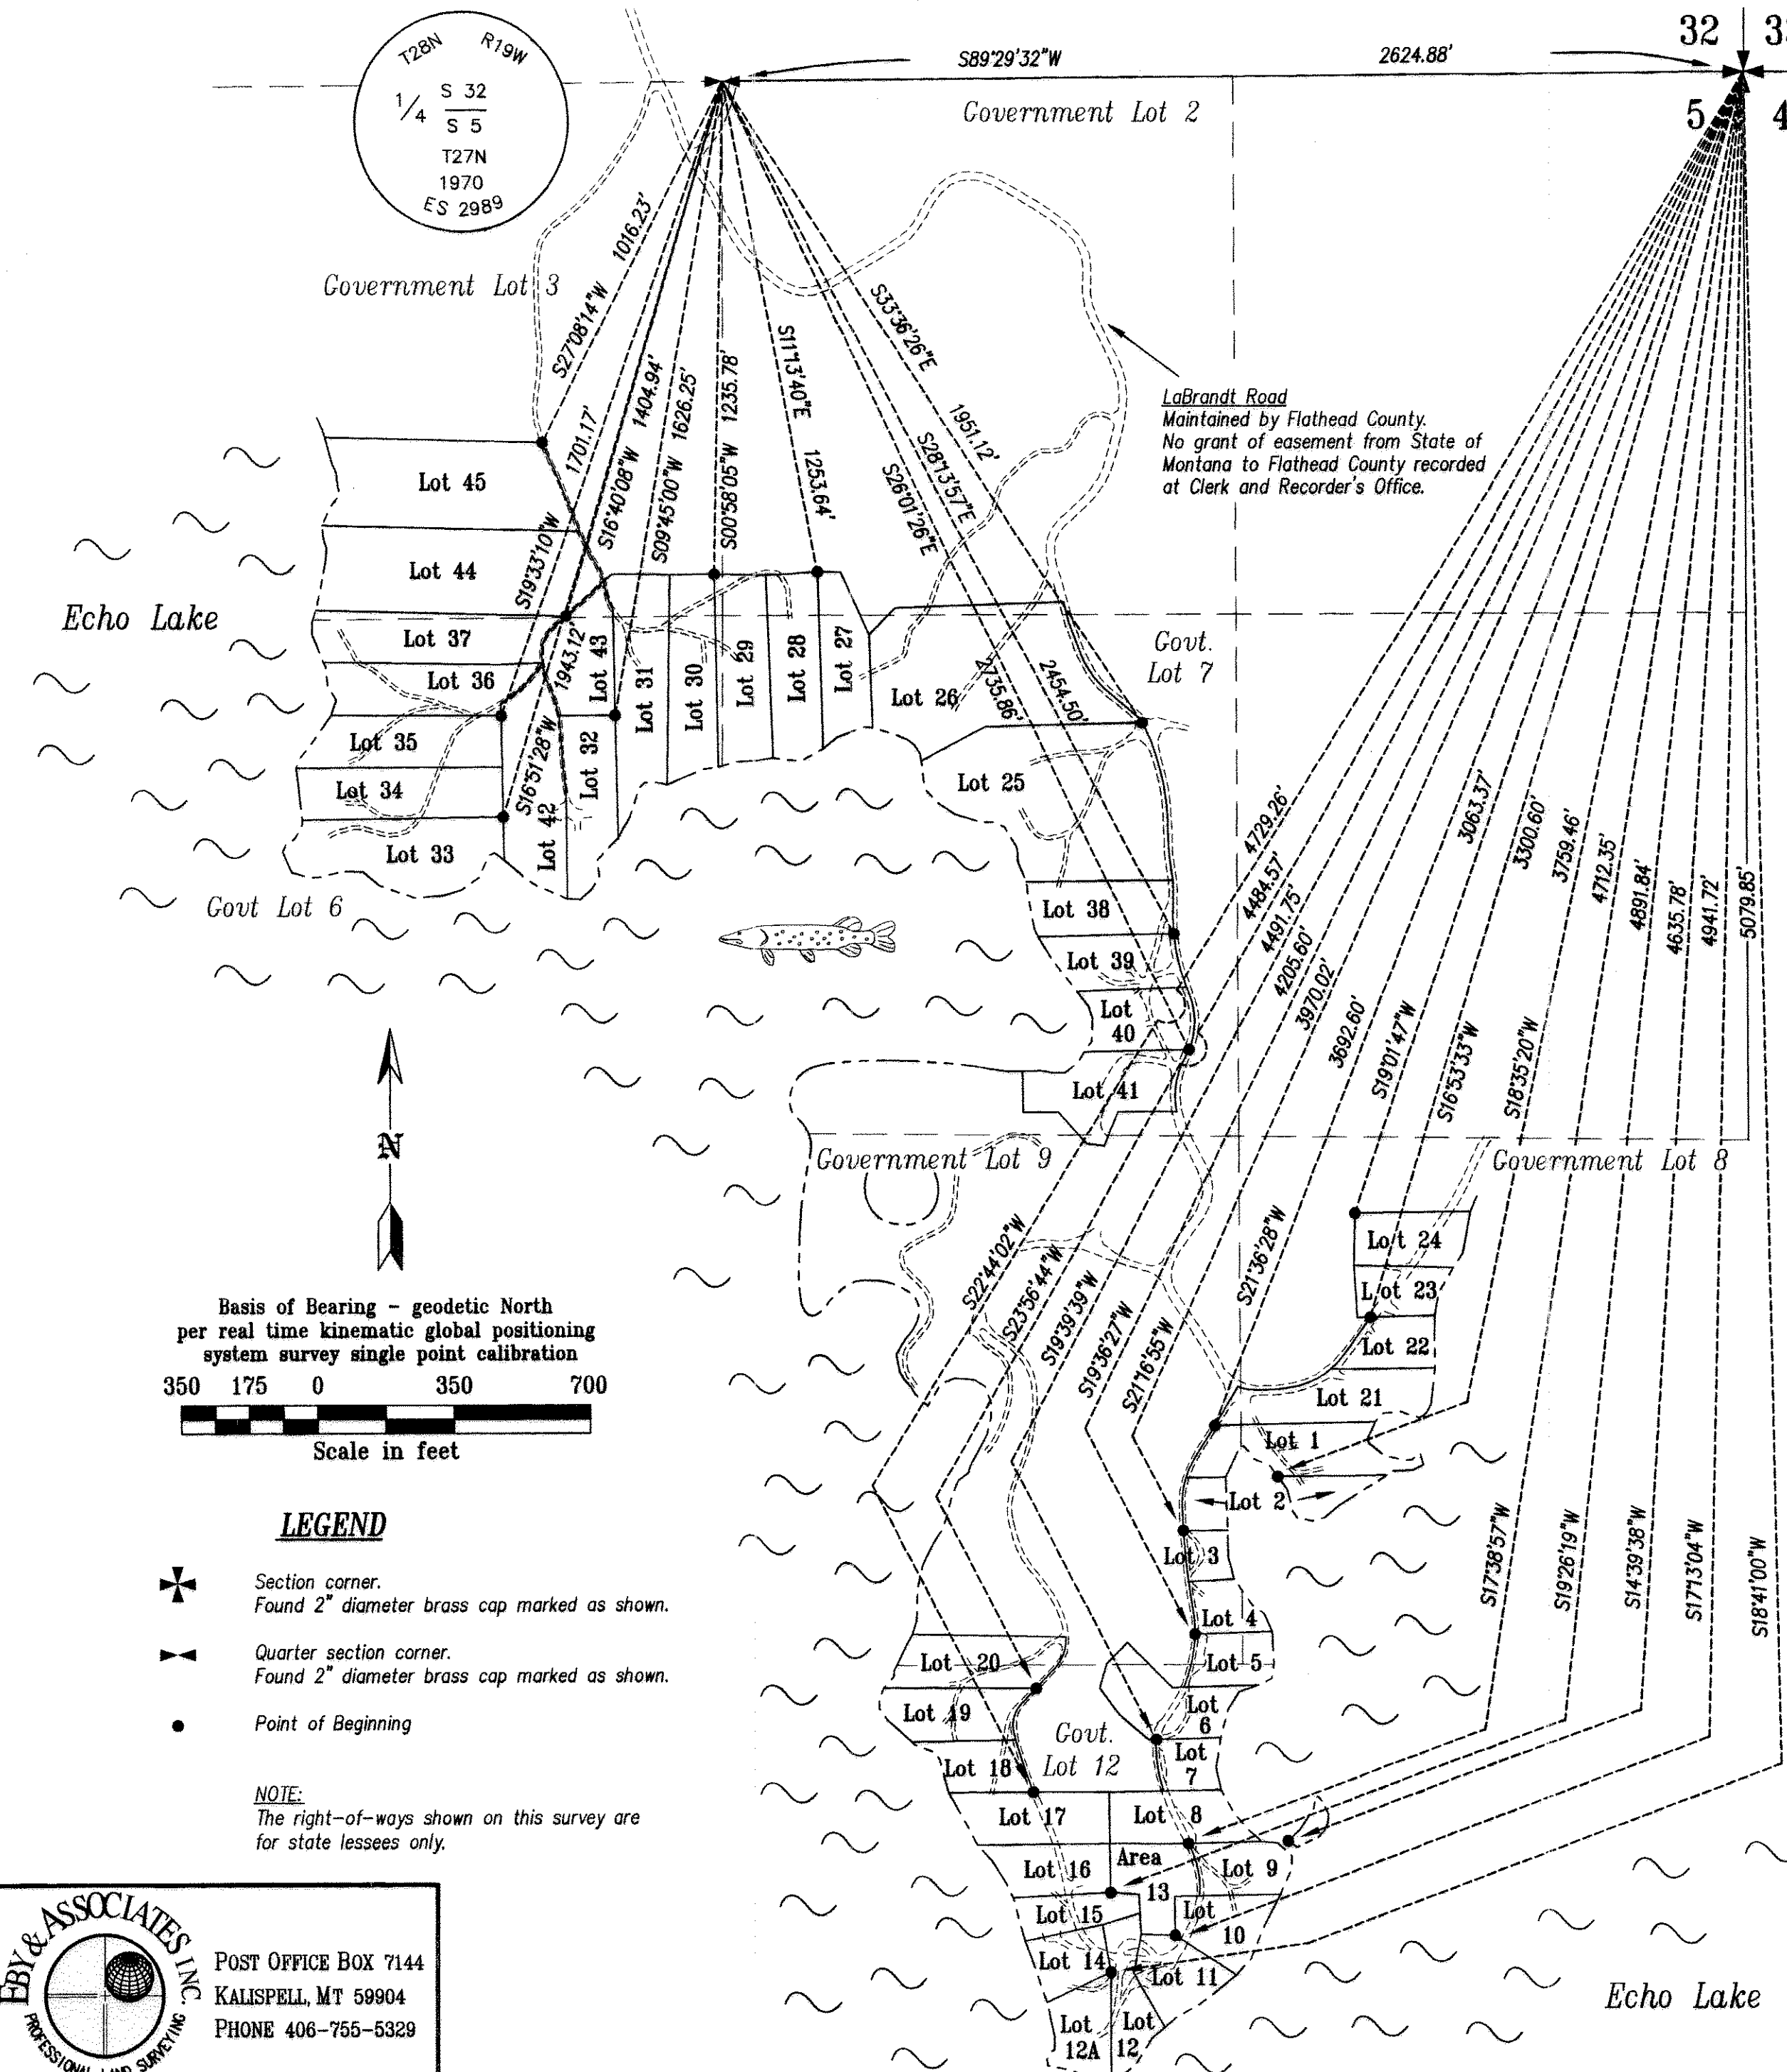 T28N R19W
1/4 S 32
S 5
T27N
1970
ES 2989
S89°29'32"W
2624.88'
32
5 4
Government Lot 2
Government Lot 3
S27°08'14"W 1016.23'
S19°33'10"W 1701.17'
S16°40'08"W 1404.94'
S09°45'00"W 1626.25'
S00°58'05"W 1235.78'
S11°13'40"E 1253.64'
S33°36'26"E 1951.12'
S28°13'57"E 2454.50'
S26°01'26"E 2735.86'
S16°51'28"W 1943.12'
LaBrandt Road
Maintained by Flathead County.
No grant of easement from State of
Montana to Flathead County recorded
at Clerk and Recorder's Office.
Lot 45
Lot 44
Echo Lake
Lot 37
Lot 36
Lot 35
Lot 34
Lot 33
Lot 42
Lot 32
Lot 43
Lot 31
Lot 30
Lot 29
Lot 28
Lot 27
Lot 26
Lot 25
Govt.
Lot 7
Govt Lot 6
Lot 38
Lot 39
Lot
40
Lot 41
4729.26'
4484.57'
4491.75'
4205.60'
3970.02'
3692.60'
3063.37'
3300.60'
3759.46'
4712.35'
4891.84'
4635.78'
4941.72'
5079.85'
S19°01'47"W
S16°53'33"W
S18°35'20"W
Government Lot 9
Government Lot 8
N
S22°44'02"W
S23°56'44"W
S19°39'39"W
S19°36'27"W
S21°16'55"W
S21°36'28"W
Lot 24
Lot 23
Lot 22
Lot 21
Lot 1
Lot 2
Lot 3
Lot 4
Lot 5
Lot
6
Lot
7
Basis of Bearing - geodetic North
per real time kinematic global positioning
system survey single point calibration
350 175 0 350 700
Scale in feet
LEGEND
Section corner.
Found 2" diameter brass cap marked as shown.
Quarter section corner.
Found 2" diameter brass cap marked as shown.
Point of Beginning
NOTE:
The right-of-ways shown on this survey are
for state lessees only.
S17°38'57"W
S19°26'19"W
S14°39'38"W
S17°13'04"W
S18°41'00"W
Lot 20
Lot 19
Lot 18
Govt.
Lot 12
Lot 17
Lot 8
Lot 16
Area
13
Lot 9
Lot 15
Lot
10
Lot 14
Lot 11
Lot
12A
Lot
12
Echo Lake
EBY & ASSOCIATES INC.
PROFESSIONAL LAND SURVEYING
POST OFFICE BOX 7144
KALISPELL, MT 59904
PHONE 406-755-5329